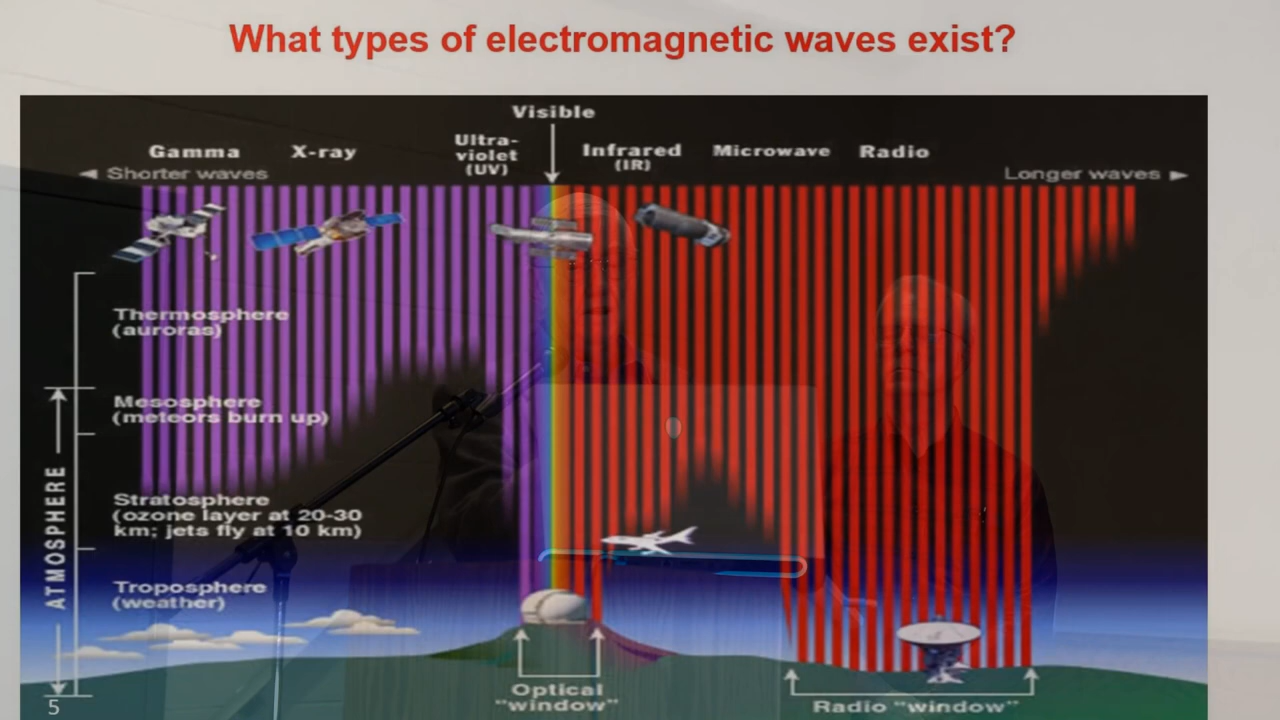 What types of electromagnetic waves exist?
Visible
Gamma X-ray Ultra-
violet
(UV) Infrared
(IR) Microwave Radio
◄ Shorter waves Longer waves ►
Thermosphere
(auroras)
Mesosphere
(meteors burn up)
Stratosphere
(ozone layer at 20-30
km; jets fly at 10 km)
Troposphere
(weather)
ATMOSPHERE
Optical
"window"
Radio "window"
5